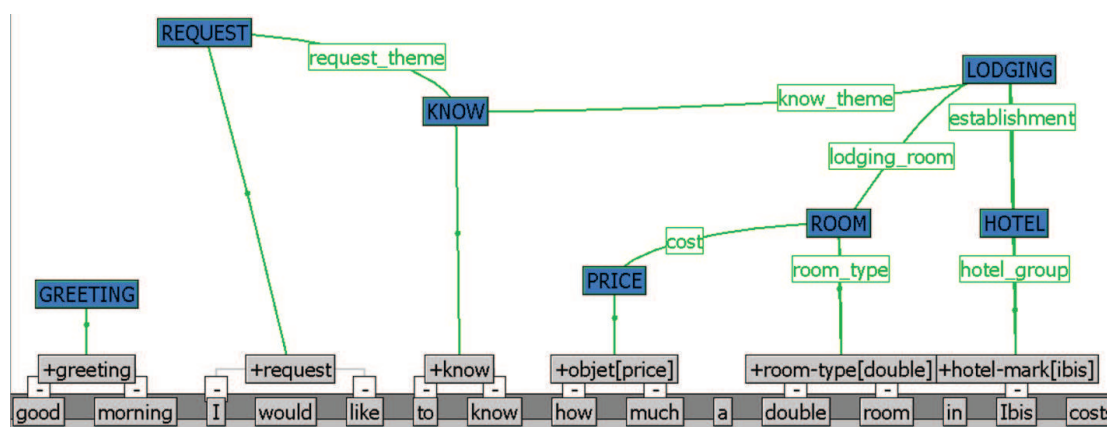 REQUEST
request_theme
LODGING
KNOW
know_theme
establishment
lodging_room
ROOM
HOTEL
cost
PRICE
room_type
hotel_group
GREETING
+greeting
+request
+know
+objet[price]
+room-type[double]
+hotel-mark[ibis]
- - - - - - - - - - -
good morning I would like to know how much a double room in Ibis costs